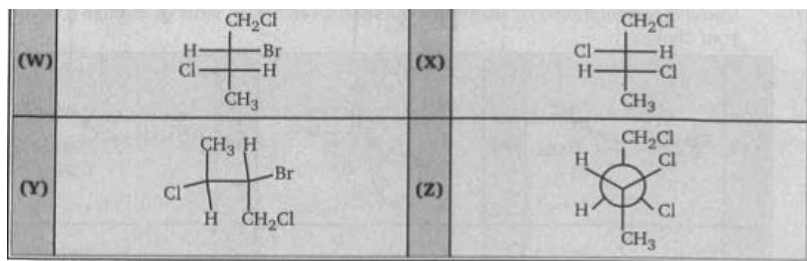 CH₂Cl
H Br
(W)
Cl H
CH₃
CH₂Cl
Cl H
(X)
H Cl
CH₃
CH₃ H
Br
(Y)
Cl
H CH₂Cl
CH₂Cl
H Cl
(Z)
H Cl
CH₃